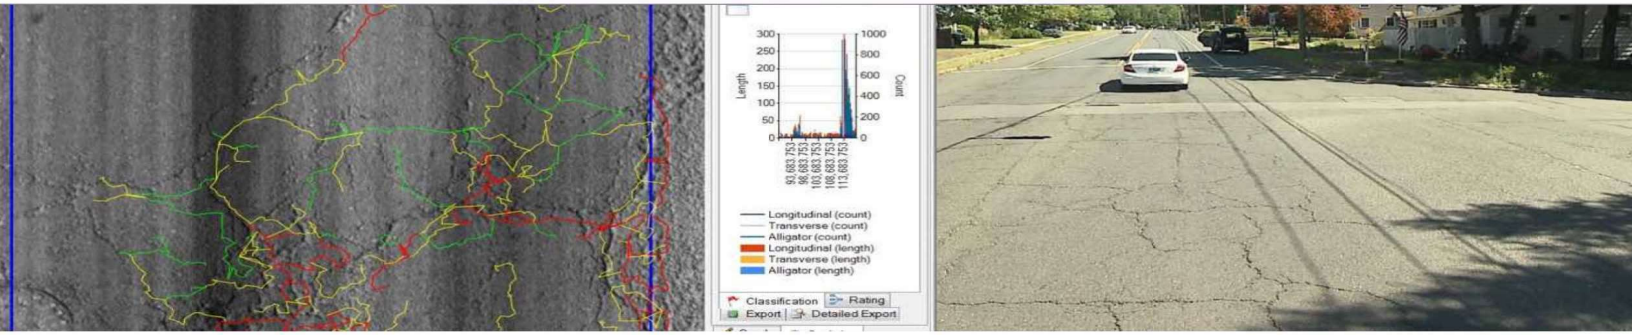 300
250
200
150
100
50
0
Length
1000
800
600
400
200
0
Count
93,683.753
98,683.753
103,683.753
108,683.753
113,683.753
Longitudinal (count)
Transverse (count)
Alligator (count)
Longitudinal (length)
Transverse (length)
Alligator (length)
Classification Rating
Export Detailed Export